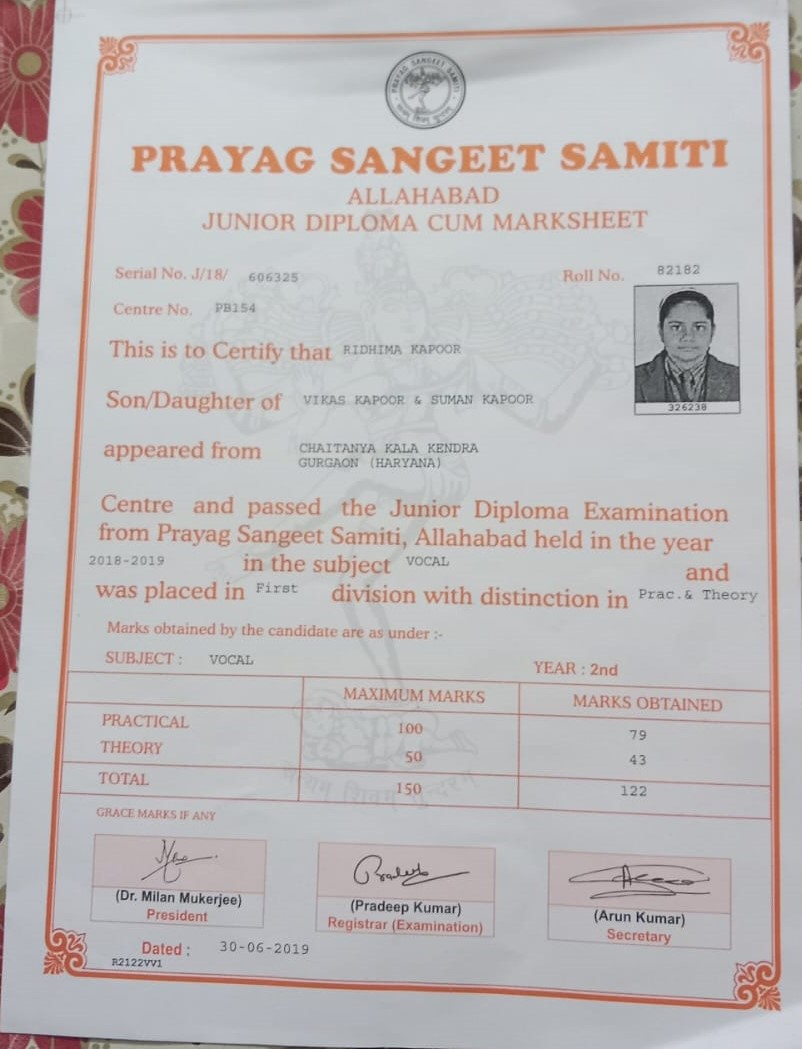 PRAYAG SANGEET SAMITI
PRAYAG SANGEET SAMITI
ALLAHABAD
JUNIOR DIPLOMA CUM MARKSHEET
Serial No. J/18/ 606325 Roll No. 82182
Centre No. PB154
This is to Certify that RIDHIMA KAPOOR
326238
Son/Daughter of VIKAS KAPOOR & SUMAN KAPOOR
appeared from CHAITANYA KALA KENDRA
GURGAON (HARYANA)
Centre and passed the Junior Diploma Examination
from Prayag Sangeet Samiti, Allahabad held in the year
2018-2019 in the subject VOCAL and
was placed in First division with distinction in Prac.& Theory
Marks obtained by the candidate are as under :-
SUBJECT : VOCAL YEAR : 2nd
MAXIMUM MARKS MARKS OBTAINED
PRACTICAL 100 79
THEORY 50 43
TOTAL 150 122
GRACE MARKS IF ANY
(Dr. Milan Mukerjee) (Pradeep Kumar) (Arun Kumar)
President Registrar (Examination) Secretary
Dated : 30-06-2019
R2122VV1